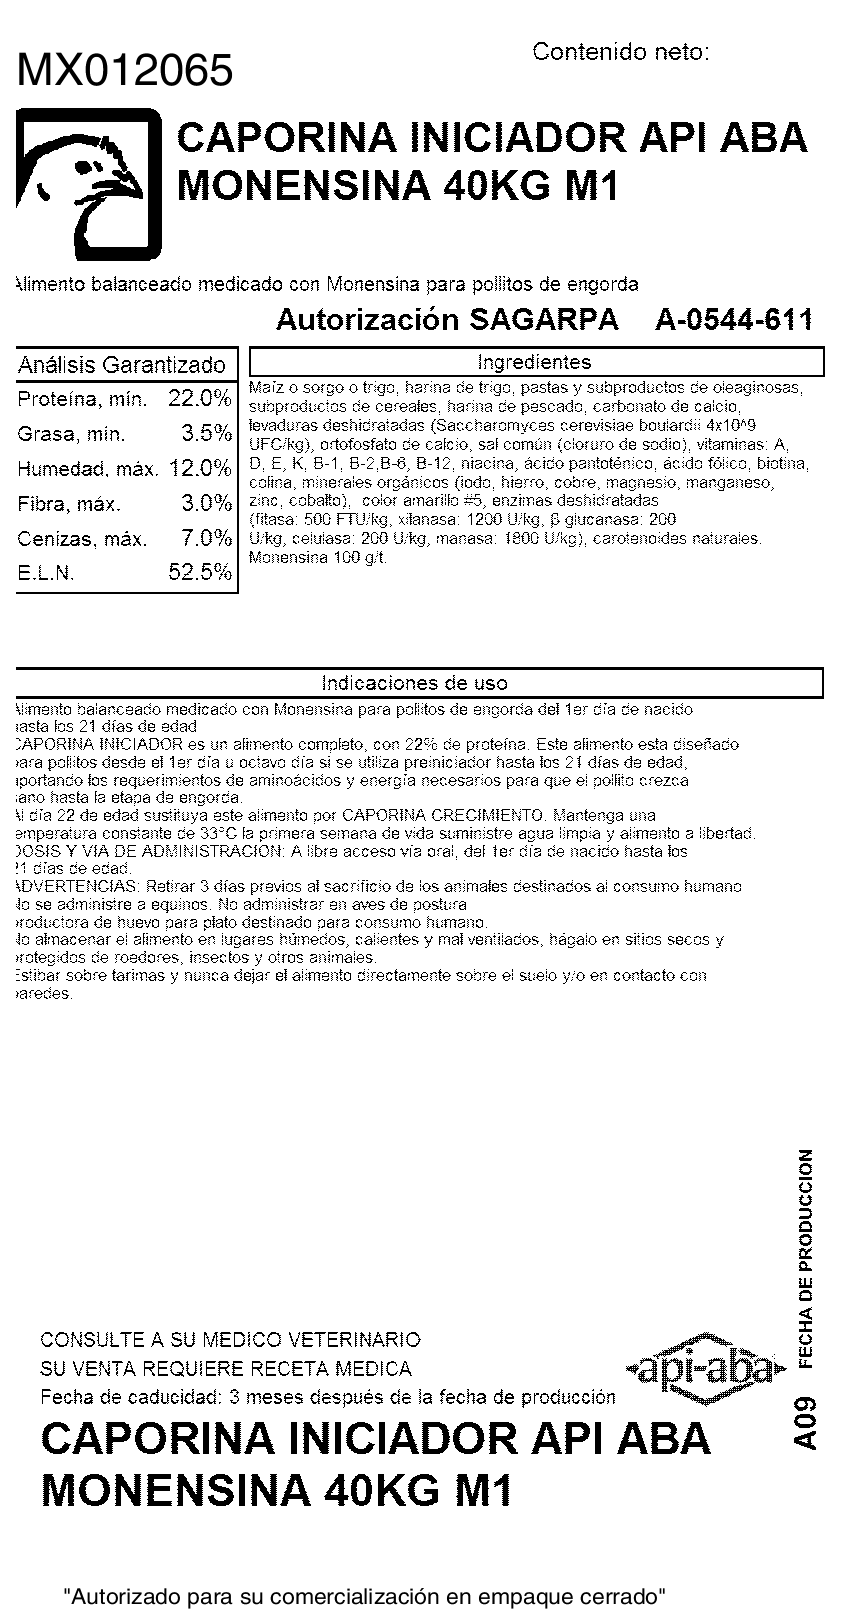 Contenido neto:
MX012065
CAPORINA INICIADOR API ABA
MONENSINA 40KG M1
Alimento balanceado medicado con Monensina para pollitos de engorda
Autorización SAGARPA A-0544-611
Análisis Garantizado
Proteína, mín. 22.0%
Grasa, mín. 3.5%
Humedad, máx. 12.0%
Fibra, máx. 3.0%
Cenizas, máx. 7.0%
E.L.N. 52.5%
Ingredientes
Maíz o sorgo o trigo, harina de trigo, pastas y subproductos de oleaginosas,
subproductos de cereales, harina de pescado, carbonato de calcio,
levaduras deshidratadas (Saccharomyces cerevisiae boulardii 4x10^9
UFC/kg), ortofosfato de calcio, sal común (cloruro de sodio), vitaminas: A,
D, E, K, B-1, B-2,B-6, B-12, niacina, ácido pantoténico, ácido fólico, biotina,
colina, minerales orgánicos (iodo, hierro, cobre, magnesio, manganeso,
zinc, cobalto), color amarillo #5, enzimas deshidratadas
(fitasa: 500 FTU/kg, xilanasa: 1200 U/kg, β glucanasa: 200
U/kg, celulasa: 200 U/kg, manasa: 1800 U/kg), carotenoides naturales.
Monensina 100 g/t.
Indicaciones de uso
Alimento balanceado medicado con Monensina para pollitos de engorda del 1er día de nacido
hasta los 21 días de edad
CAPORINA INICIADOR es un alimento completo, con 22% de proteína. Este alimento esta diseñado
para pollitos desde el 1er día u octavo día si se utiliza preiniciador hasta los 21 días de edad,
aportando los requerimientos de aminoácidos y energía necesarios para que el pollito crezca
sano hasta la etapa de engorda.
Al día 22 de edad sustituya este alimento por CAPORINA CRECIMIENTO. Mantenga una
temperatura constante de 33°C la primera semana de vida suministre agua limpia y alimento a libertad.
DOSIS Y VIA DE ADMINISTRACION: A libre acceso vía oral, del 1er día de nacido hasta los
21 días de edad.
ADVERTENCIAS: Retirar 3 días previos al sacrificio de los animales destinados al consumo humano
No se administre a equinos. No administrar en aves de postura
productora de huevo para plato destinado para consumo humano.
No almacenar el alimento en lugares húmedos, calientes y mal ventilados, hágalo en sitios secos y
protegidos de roedores, insectos y otros animales.
Estibar sobre tarimas y nunca dejar el alimento directamente sobre el suelo y/o en contacto con
paredes.
A09 FECHA DE PRODUCCION
CONSULTE A SU MEDICO VETERINARIO
SU VENTA REQUIERE RECETA MEDICA
Fecha de caducidad: 3 meses después de la fecha de producción
api-aba
CAPORINA INICIADOR API ABA
MONENSINA 40KG M1
"Autorizado para su comercialización en empaque cerrado"